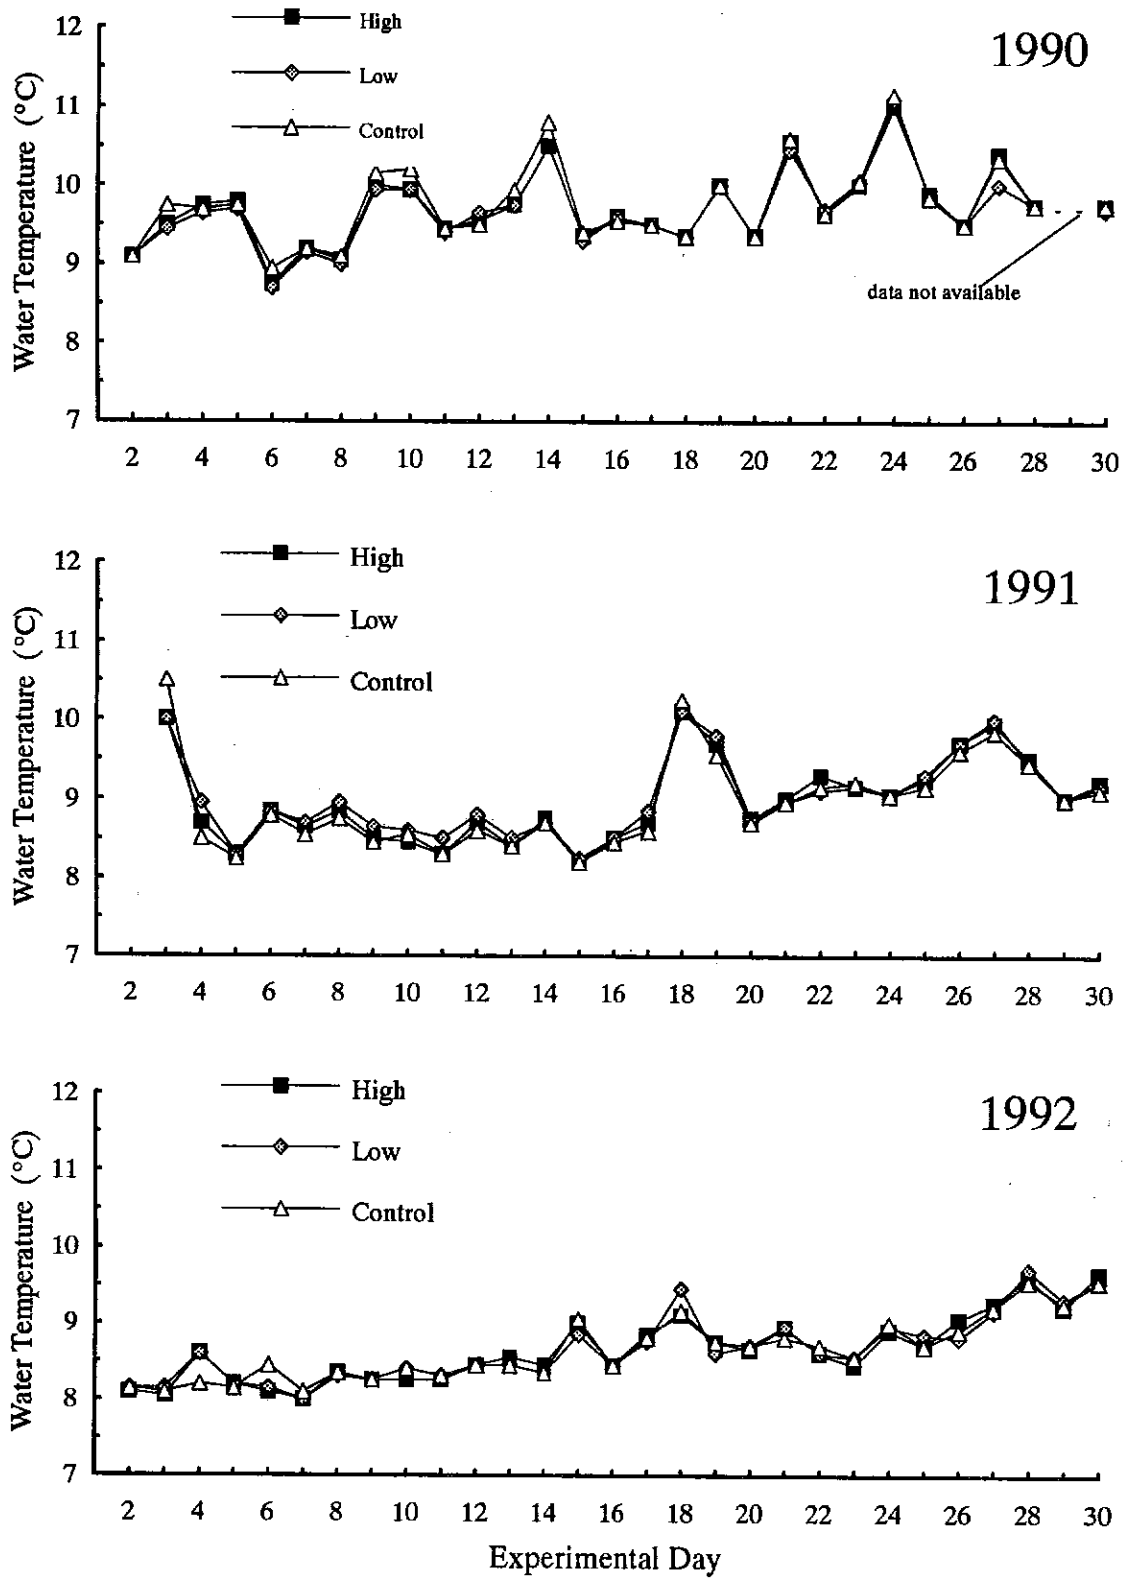 High
Low
Control
1990
12
11
10
9
8
7
Water Temperature (°C)
data not available
2 4 6 8 10 12 14 16 18 20 22 24 26 28 30
High
Low
Control
1991
12
11
10
9
8
7
Water Temperature (°C)
2 4 6 8 10 12 14 16 18 20 22 24 26 28 30
High
Low
Control
1992
12
11
10
9
8
7
Water Temperature (°C)
2 4 6 8 10 12 14 16 18 20 22 24 26 28 30
Experimental Day